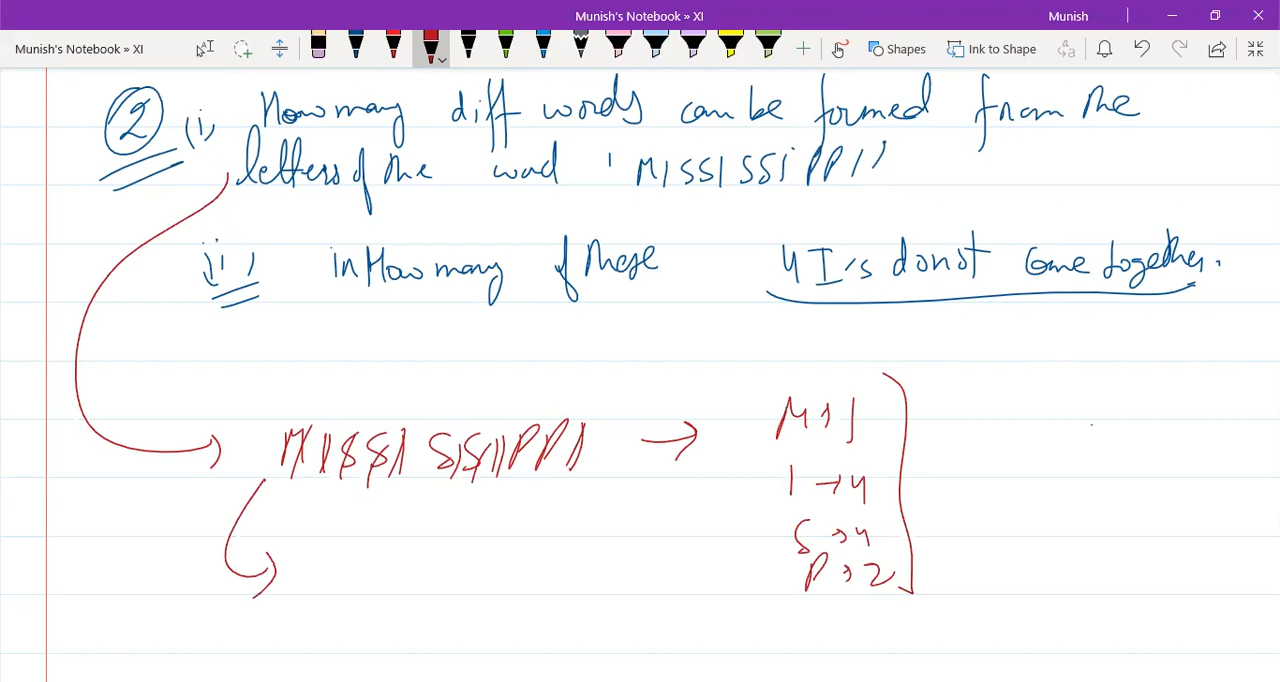 Munish's Notebook » XI
Munish
Munish's Notebook » XI
Shapes
Ink to Shape
(2) (i) How many diff words can be formed from the
letters of the word 'MISSISSIPPI'
(ii) in How many of these 4 I's do not come together.
MISSISSIPPI →
M → 1
I → 4
S → 4
P → 2